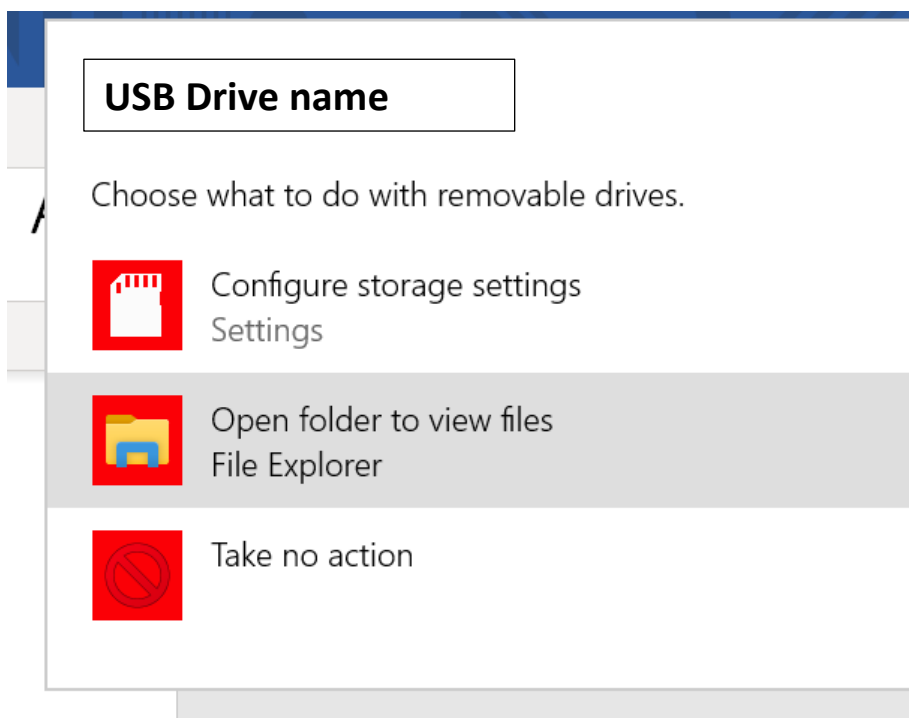 USB Drive name
Choose what to do with removable drives.
Configure storage settings
Settings
Open folder to view files
File Explorer
Take no action